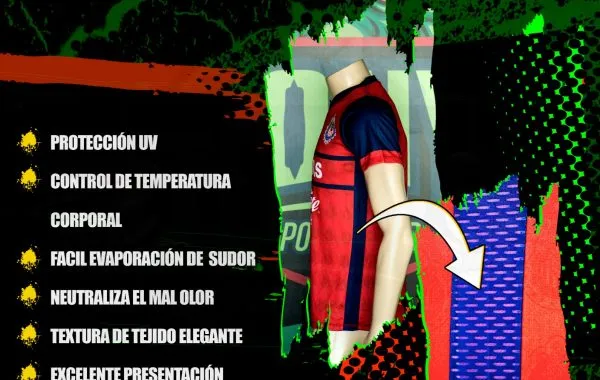 PROTECCIÓN UV
CONTROL DE TEMPERATURA
CORPORAL
FACIL EVAPORACIÓN DE SUDOR
NEUTRALIZA EL MAL OLOR
TEXTURA DE TEJIDO ELEGANTE
EXCELENTE PRESENTACIÓN